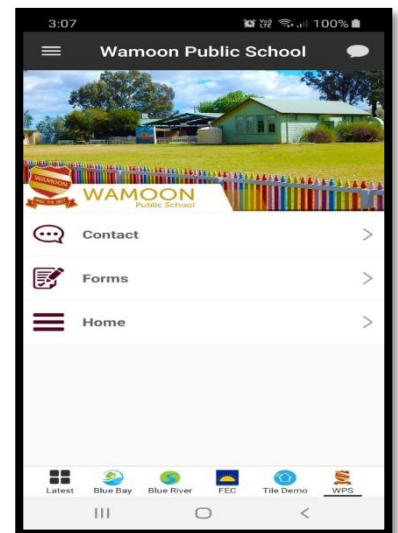 3:07 100%
Wamoon Public School
WAMOON
WAMOON
Public School
Contact
Forms
Home
Latest Blue Bay Blue River FEC Tile Demo WPS